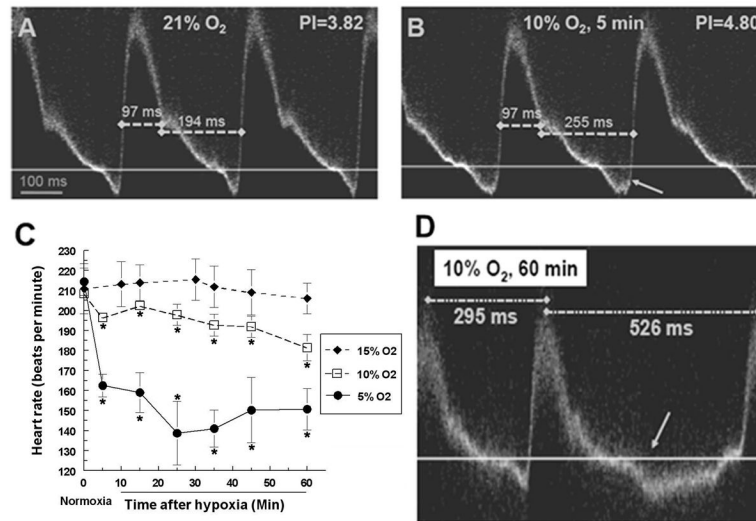 A 21% O₂ PI=3.82
97 ms
194 ms
100 ms
B 10% O₂, 5 min PI=4.80
97 ms
255 ms
C
Heart rate (beats per minute)
230
220
210
200
190
180
170
160
150
140
130
120
* * * * * * *
* * * * * *
0 10 20 30 40 50 60
Normoxia Time after hypoxia (Min)
15% O2
10% O2
5% O2
D
10% O₂, 60 min
295 ms
526 ms